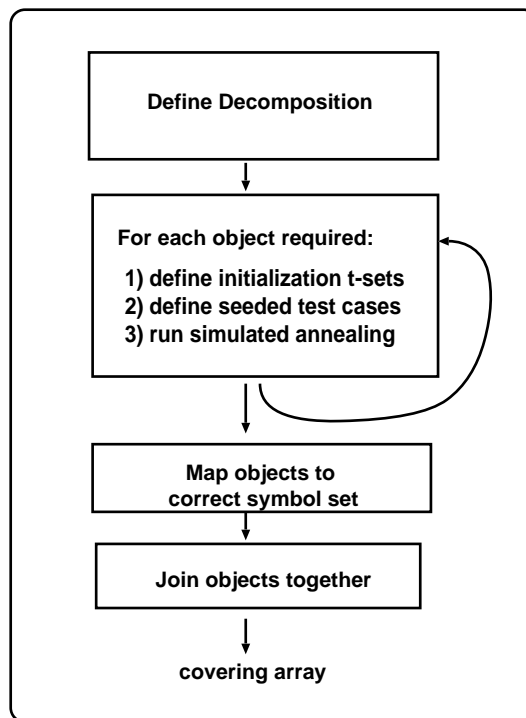 Define Decomposition
For each object required:
1) define initialization t-sets
2) define seeded test cases
3) run simulated annealing
Map objects to
correct symbol set
Join objects together
covering array